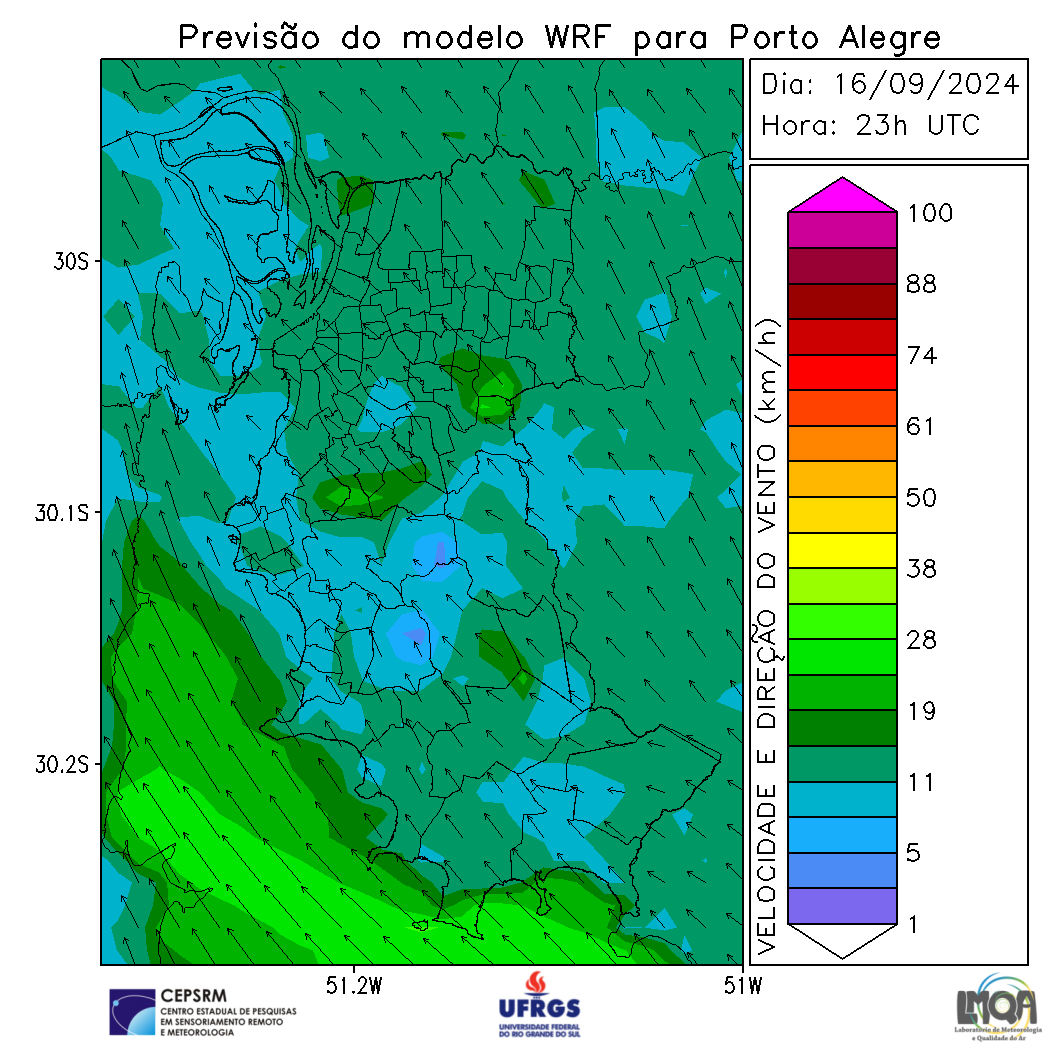 Previsão do modelo WRF para Porto Alegre
Dia: 16/09/2024
Hora: 23h UTC
30S
30.1S
30.2S
51.2W
51W
VELOCIDADE E DIREÇÃO DO VENTO (km/h)
100
88
74
61
50
38
28
19
11
5
1
CEPSRM
CENTRO ESTADUAL DE PESQUISAS
EM SENSORIAMENTO REMOTO
E METEOROLOGIA
UFRGS
UNIVERSIDADE FEDERAL
DO RIO GRANDE DO SUL
LMQA
Laboratório de Meteorologia
e Qualidade do Ar